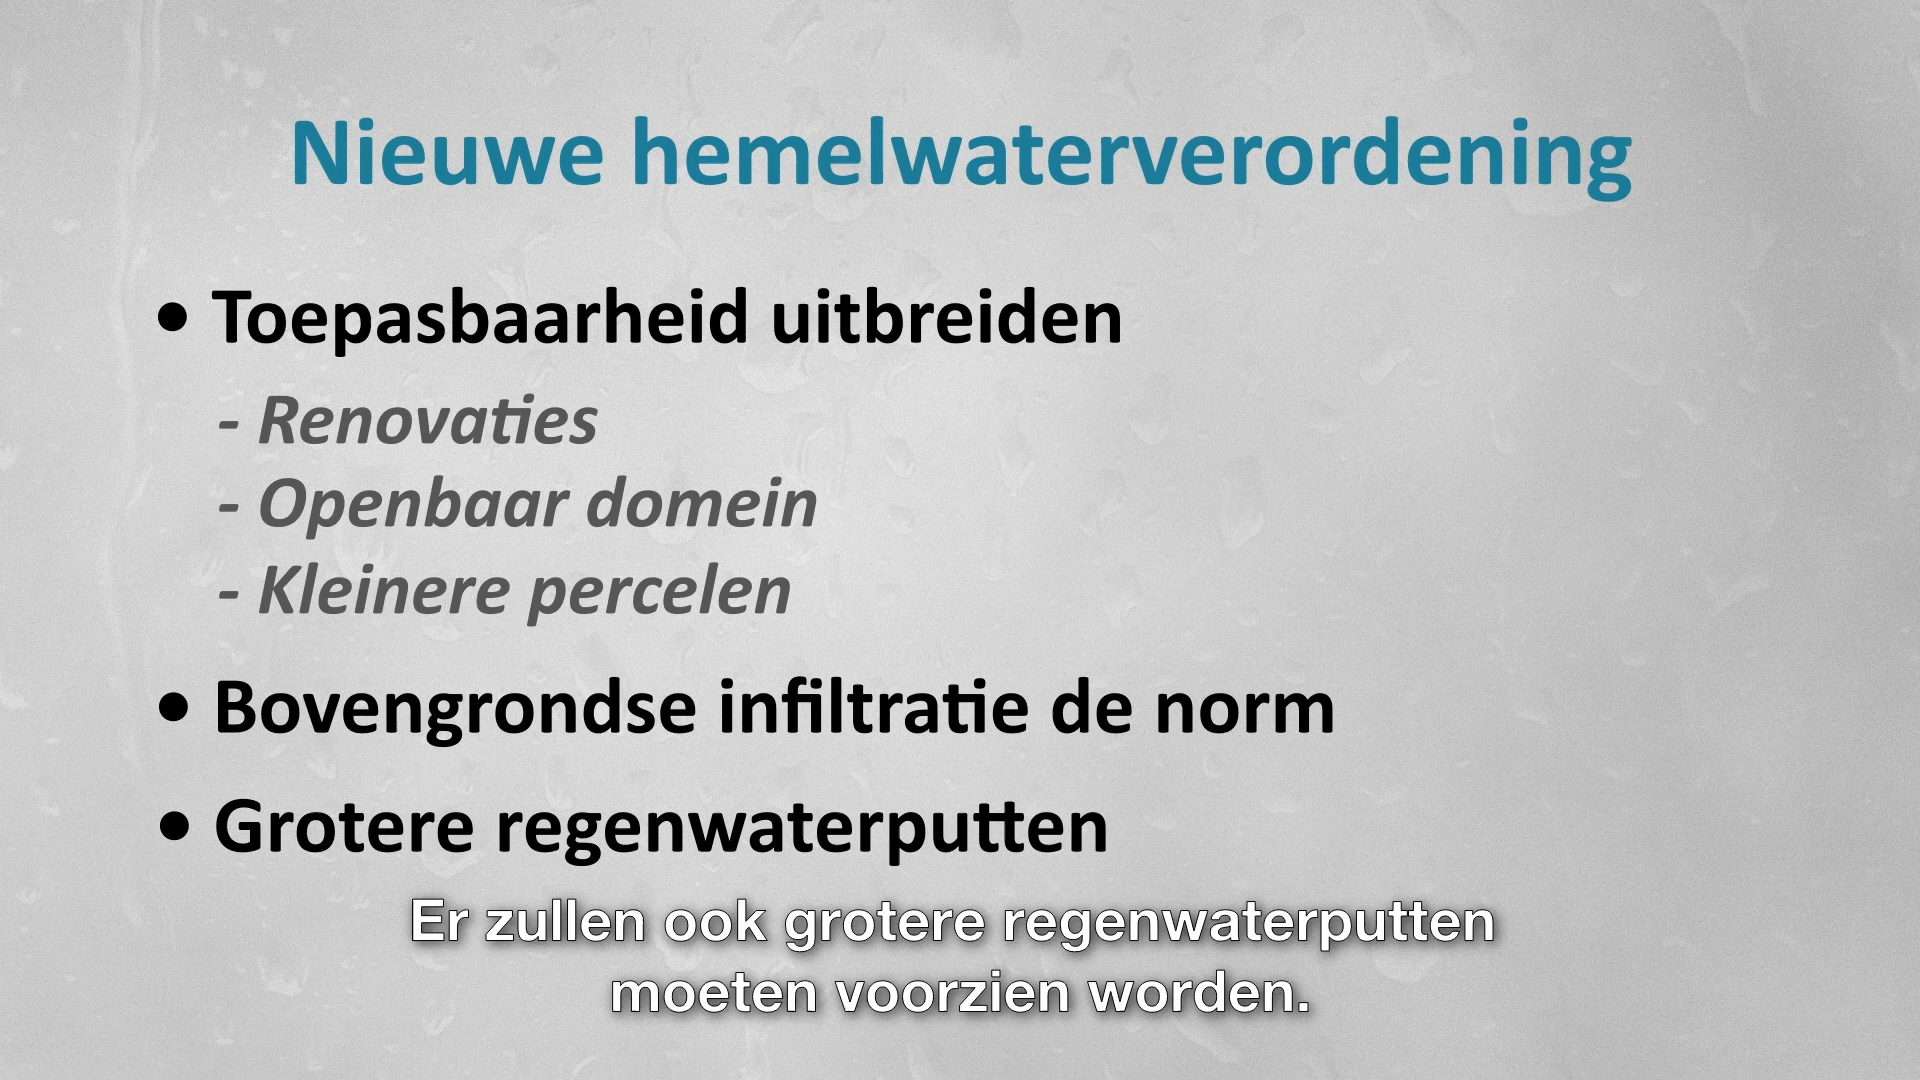 Nieuwe hemelwaterverordening
• Toepasbaarheid uitbreiden
- Renovaties
- Openbaar domein
- Kleinere percelen
• Bovengrondse infiltratie de norm
• Grotere regenwaterputten
Er zullen ook grotere regenwaterputten
moeten voorzien worden.